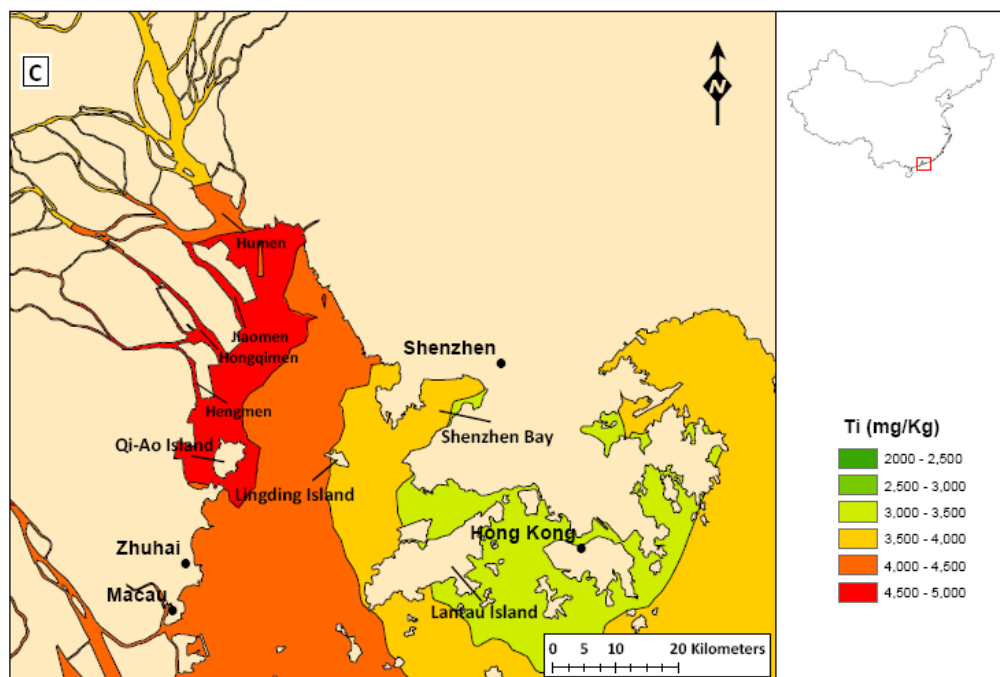 C
N
Humen
Jiaomen
Hongqimen
Shenzhen
Hengmen
Shenzhen Bay
Qi-Ao Island
Lingding Island
Hong Kong
Zhuhai
Macau
Lantau Island
0 5 10 20 Kilometers
Ti (mg/Kg)
2000 - 2,500
2,500 - 3,000
3,000 - 3,500
3,500 - 4,000
4,000 - 4,500
4,500 - 5,000